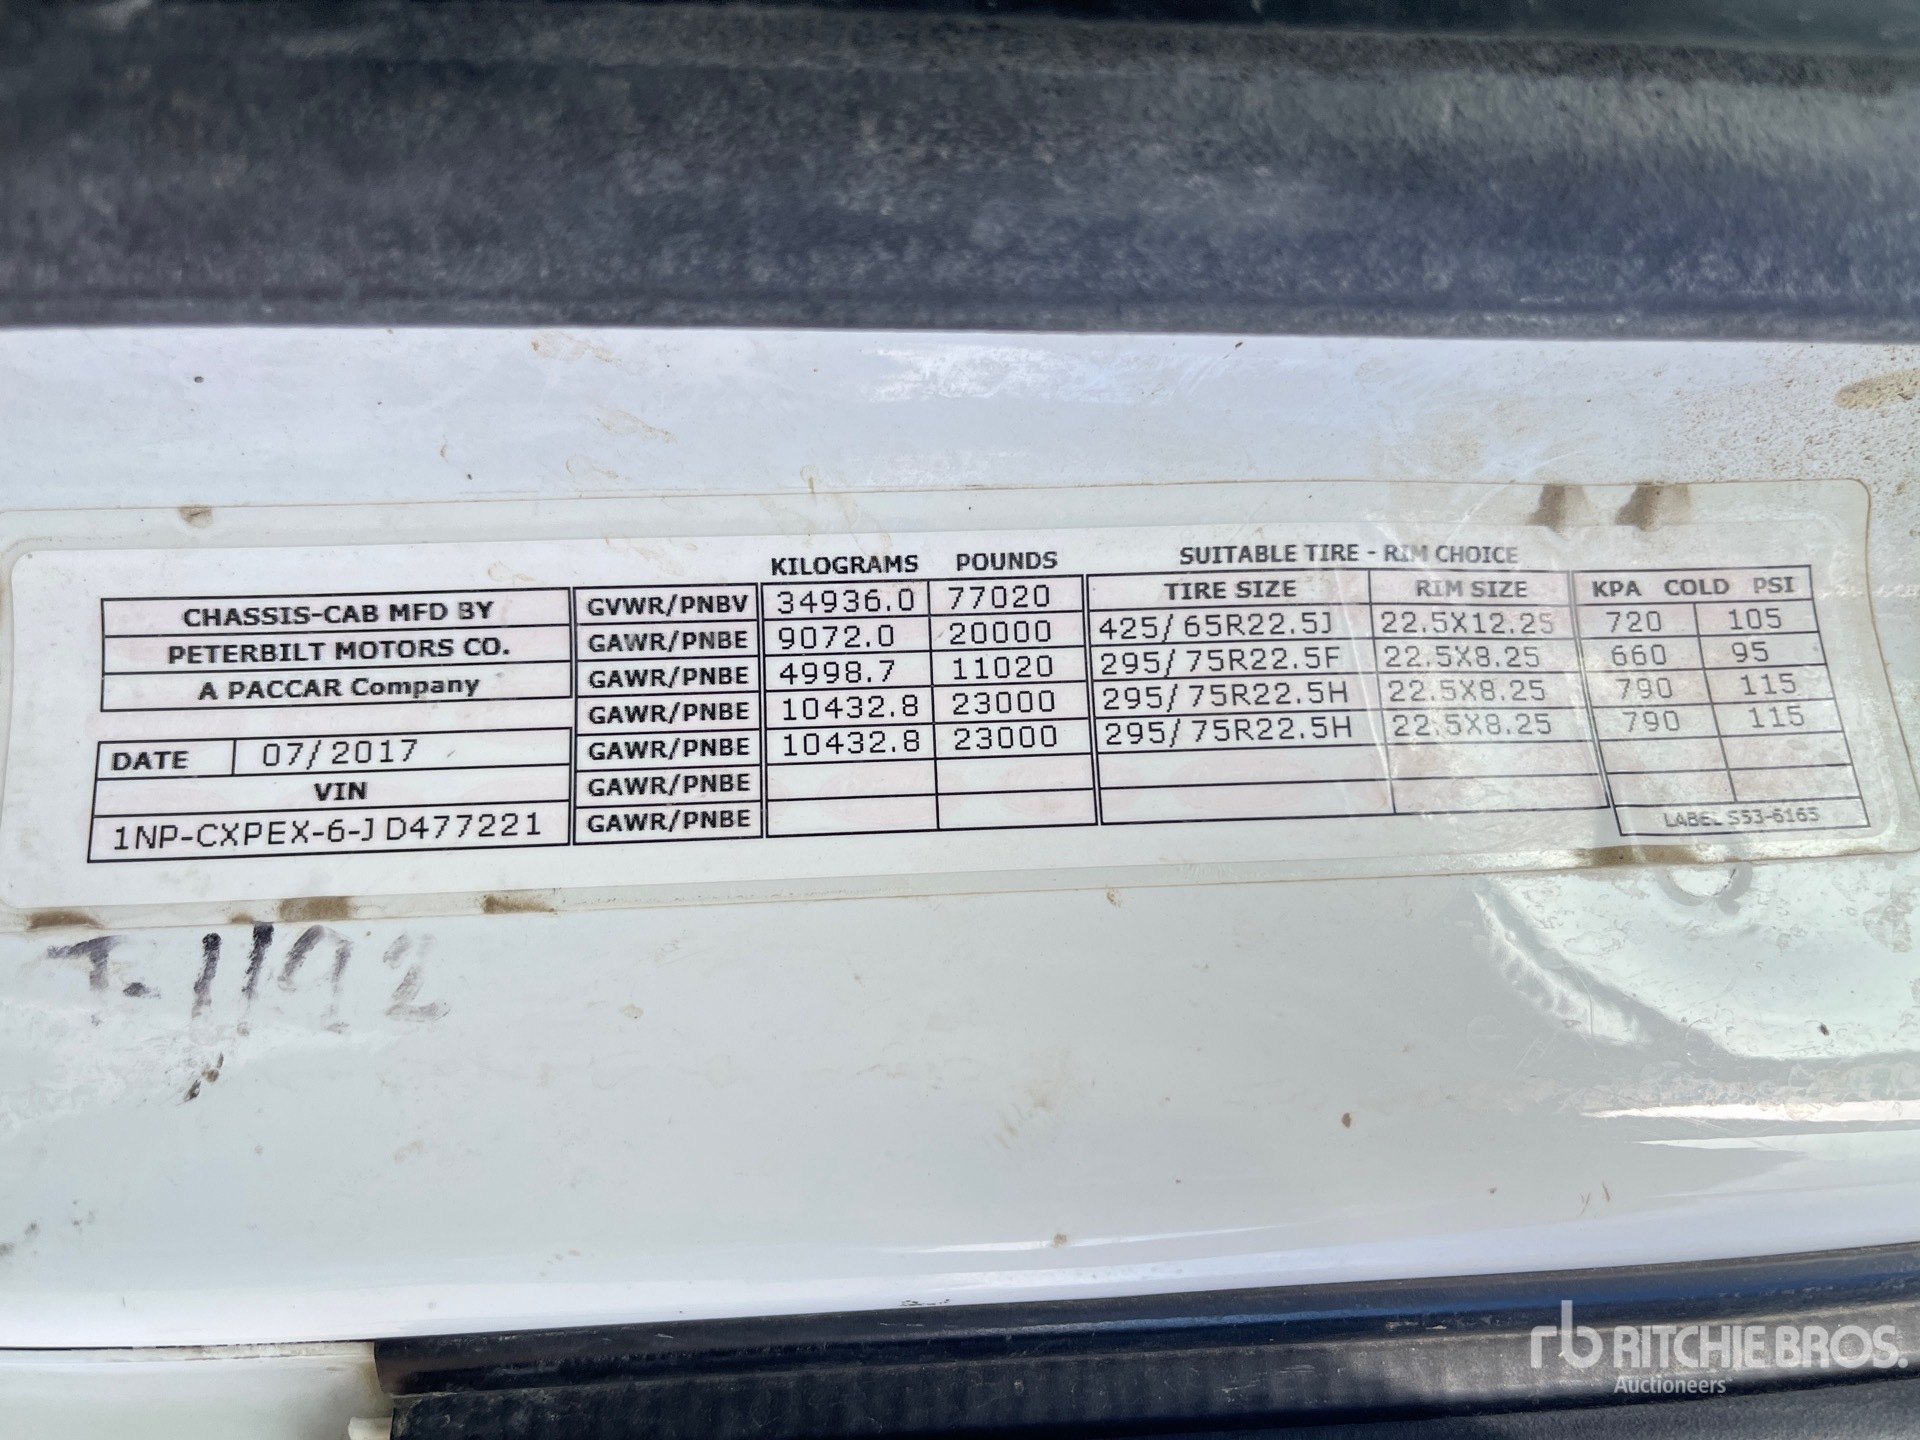 KILOGRAMS POUNDS SUITABLE TIRE - RIM CHOICE
CHASSIS-CAB MFD BY GVWR/PNBV 34936.0 77020 TIRE SIZE RIM SIZE KPA COLD PSI
PETERBILT MOTORS CO. GAWR/PNBE 9072.0 20000 425/65R22.5J 22.5X12.25 720 105
A PACCAR Company GAWR/PNBE 4998.7 11020 295/75R22.5F 22.5X8.25 660 95
GAWR/PNBE 10432.8 23000 295/75R22.5H 22.5X8.25 790 115
DATE 07/2017 GAWR/PNBE 10432.8 23000 295/75R22.5H 22.5X8.25 790 115
VIN GAWR/PNBE
1NP-CXPEX-6-JD477221 GAWR/PNBE LABEL S53-6165
T-1192
rb RITCHIE BROS.
Auctioneers